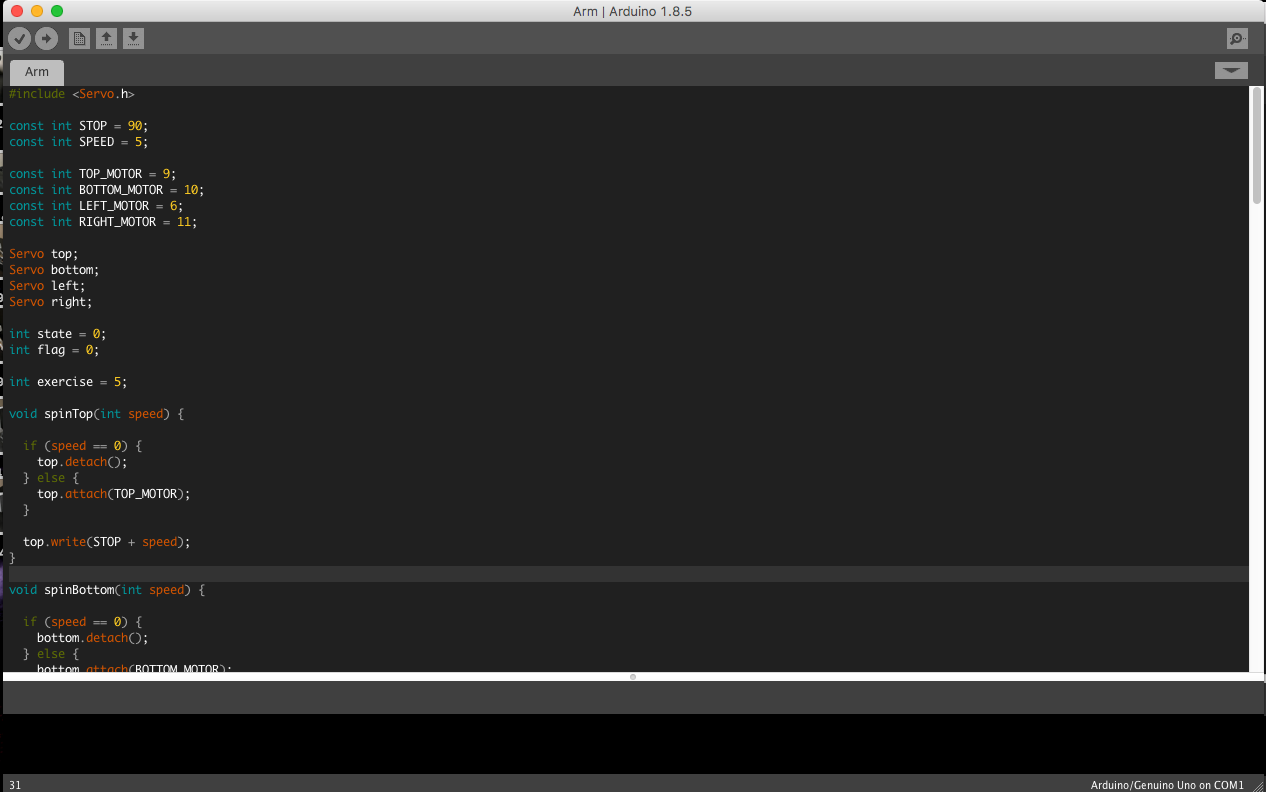 Arm | Arduino 1.8.5
Arm
#include <Servo.h>
const int STOP = 90;
const int SPEED = 5;
const int TOP_MOTOR = 9;
const int BOTTOM_MOTOR = 10;
const int LEFT_MOTOR = 6;
const int RIGHT_MOTOR = 11;
Servo top;
Servo bottom;
Servo left;
Servo right;
int state = 0;
int flag = 0;
int exercise = 5;
void spinTop(int speed) {
if (speed == 0) {
top.detach();
} else {
top.attach(TOP_MOTOR);
}
top.write(STOP + speed);
}
void spinBottom(int speed) {
if (speed == 0) {
bottom.detach();
} else {
bottom.attach(BOTTOM_MOTOR);
31
Arduino/Genuino Uno on COM1